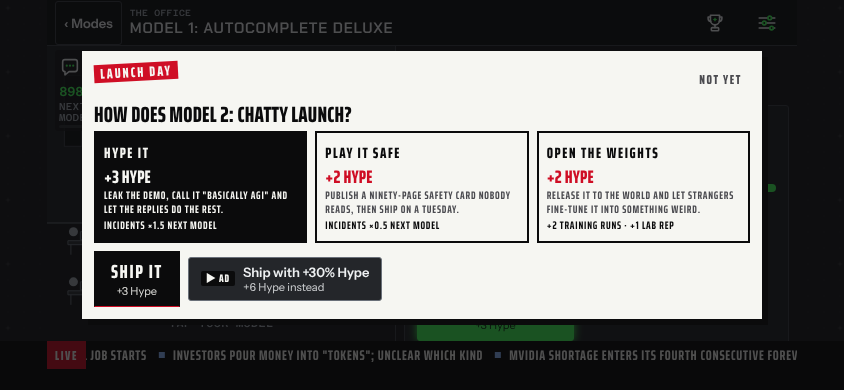 ‹ Modes
THE OFFICE
MODEL 1: AUTOCOMPLETE DELUXE
LAUNCH DAY
NOT YET
898
NEXT
MODE
HOW DOES MODEL 2: CHATTY LAUNCH?
HYPE IT
+3 HYPE
LEAK THE DEMO, CALL IT "BASICALLY AGI" AND
LET THE REPLIES DO THE REST.
INCIDENTS ×1.5 NEXT MODEL
PLAY IT SAFE
+2 HYPE
PUBLISH A NINETY-PAGE SAFETY CARD NOBODY
READS, THEN SHIP ON A TUESDAY.
INCIDENTS ×0.5 NEXT MODEL
OPEN THE WEIGHTS
+2 HYPE
RELEASE IT TO THE WORLD AND LET STRANGERS
FINE-TUNE IT INTO SOMETHING WEIRD.
+2 TRAINING RUNS · +1 LAB REP
SHIP IT
+3 Hype
▶ AD
Ship with +30% Hype
+6 Hype instead
+3 Hype
LIVE
JOB STARTS ■ INVESTORS POUR MONEY INTO "TOKENS"; UNCLEAR WHICH KIND ■ MVIDIA SHORTAGE ENTERS ITS FOURTH CONSECUTIVE FOREV